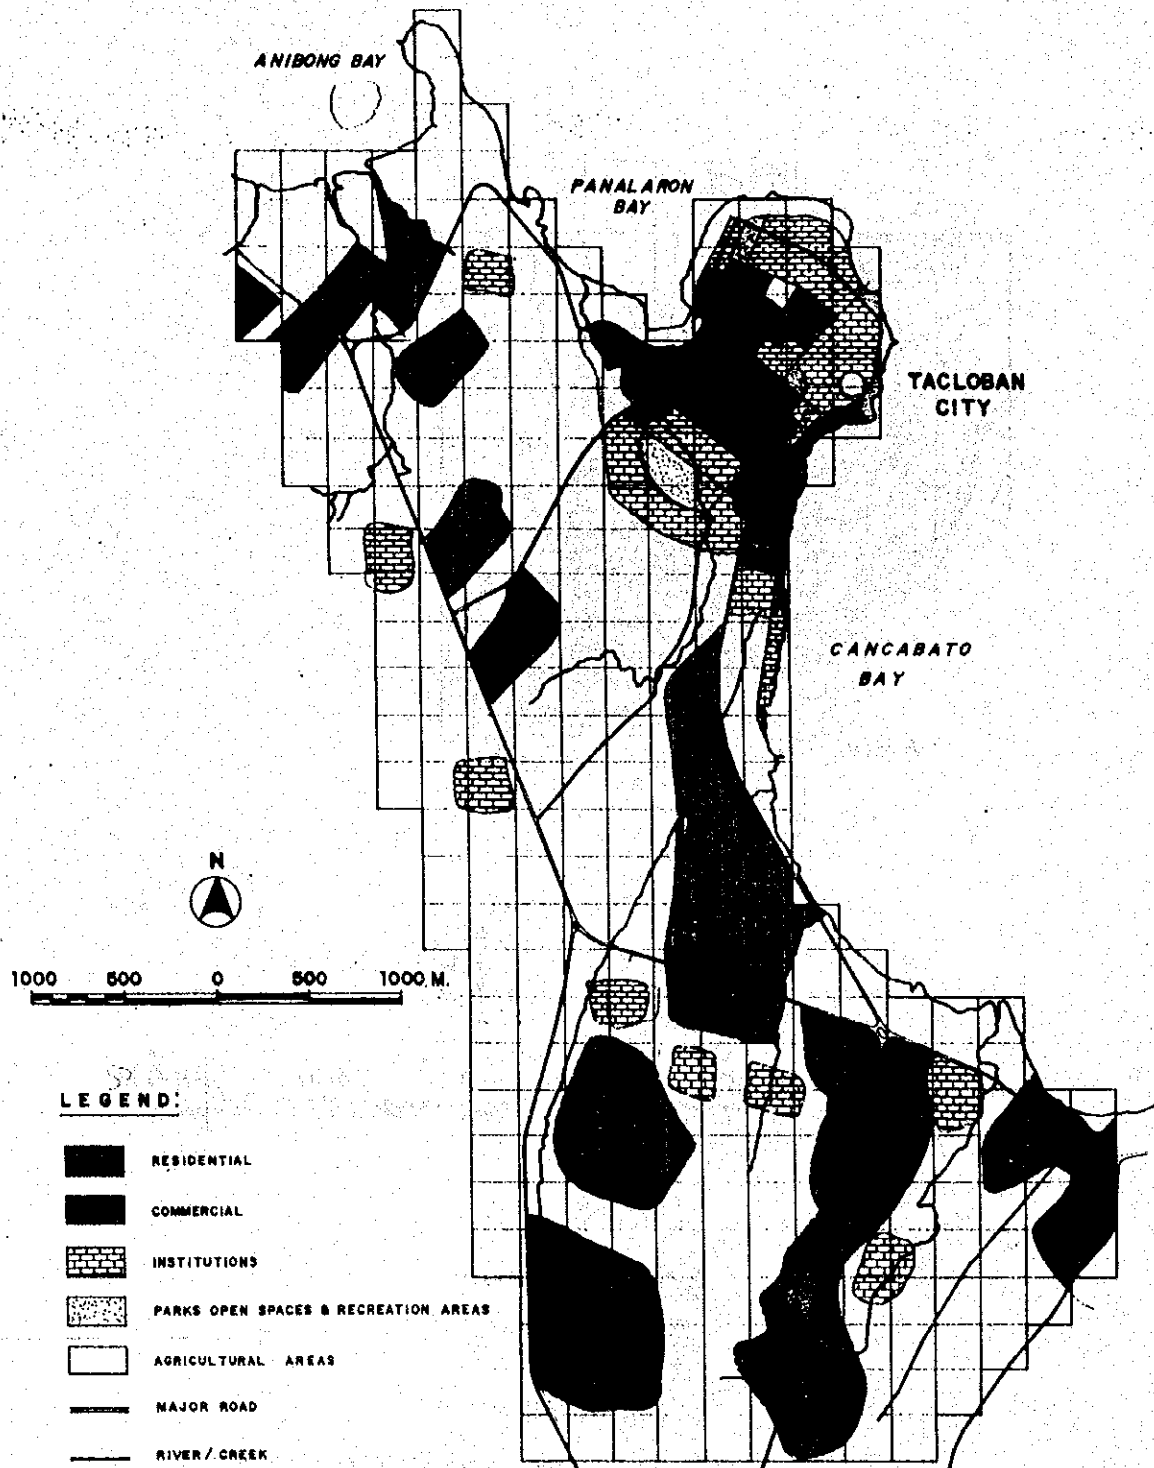 ANIBONG BAY
PANALARON
BAY
TACLOBAN
CITY
CANCABATO
BAY
N
1000 500 0 500 1000 M.
LEGEND:
RESIDENTIAL
COMMERCIAL
INSTITUTIONS
PARKS OPEN SPACES & RECREATION AREAS
AGRICULTURAL AREAS
MAJOR ROAD
RIVER / CREEK